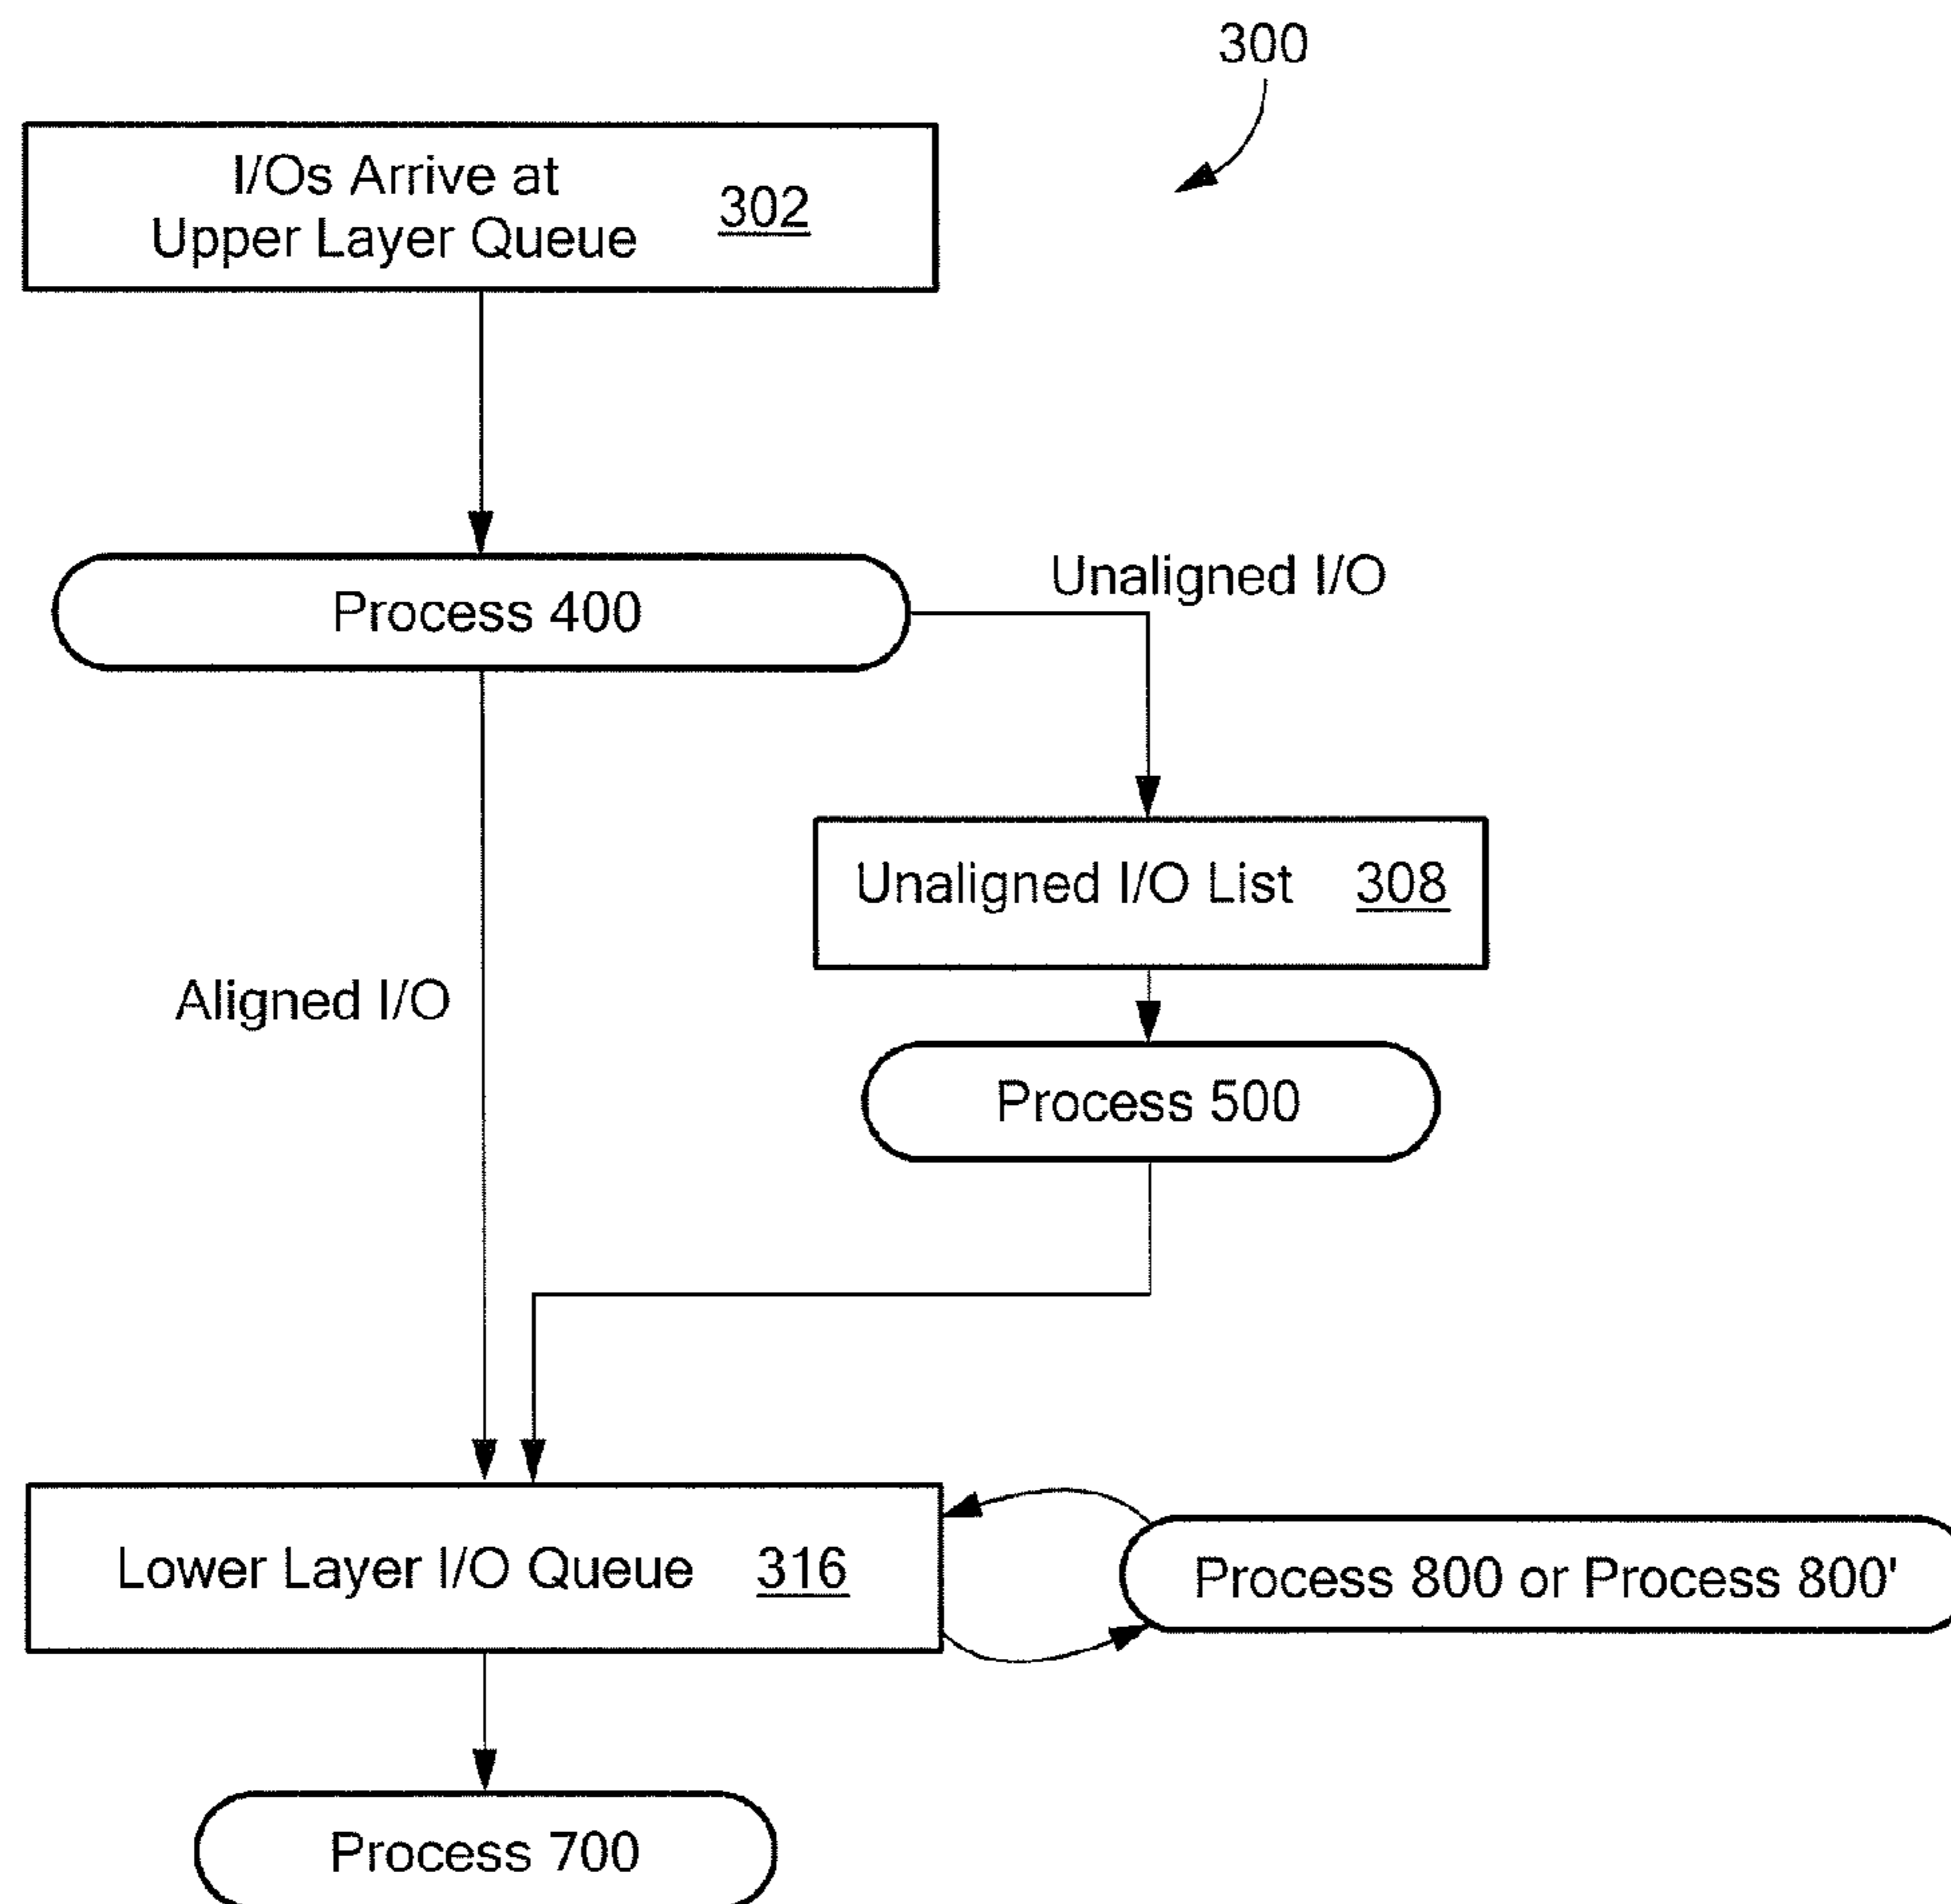 300
I/Os Arrive at
Upper Layer Queue 302
Process 400
Unaligned I/O
Unaligned I/O List 308
Aligned I/O
Process 500
Lower Layer I/O Queue 316
Process 800 or Process 800'
Process 700